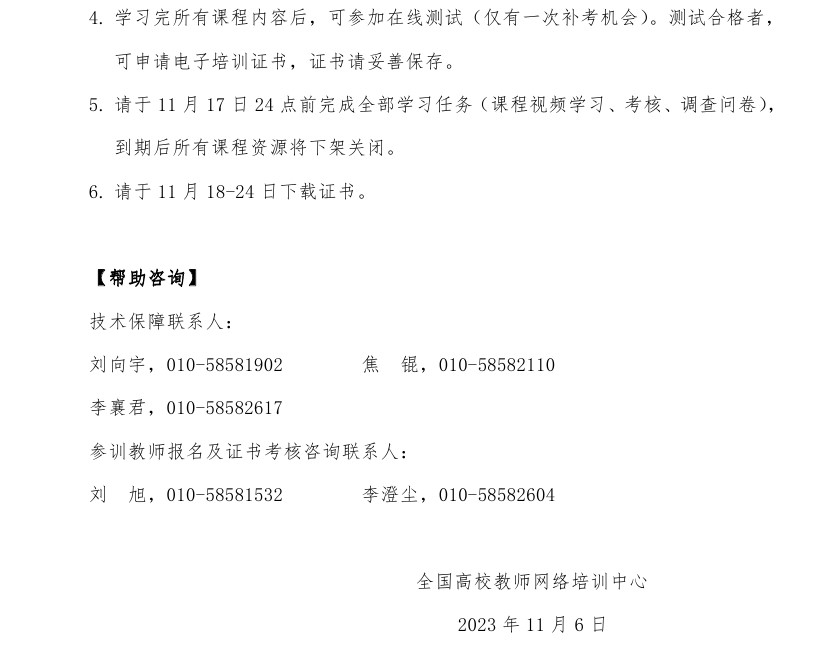 4. 学习完所有课程内容后，可参加在线测试（仅有一次补考机会）。测试合格者，
可申请电子培训证书，证书请妥善保存。
5. 请于 11 月 17 日 24 点前完成全部学习任务（课程视频学习、考核、调查问卷），
到期后所有课程资源将下架关闭。
6. 请于 11 月 18-24 日下载证书。
【帮助咨询】
技术保障联系人：
刘向宇，010-58581902 焦 锟，010-58582110
李襄君，010-58582617
参训教师报名及证书考核咨询联系人：
刘 旭，010-58581532 李澄尘，010-58582604
全国高校教师网络培训中心
2023 年 11 月 6 日